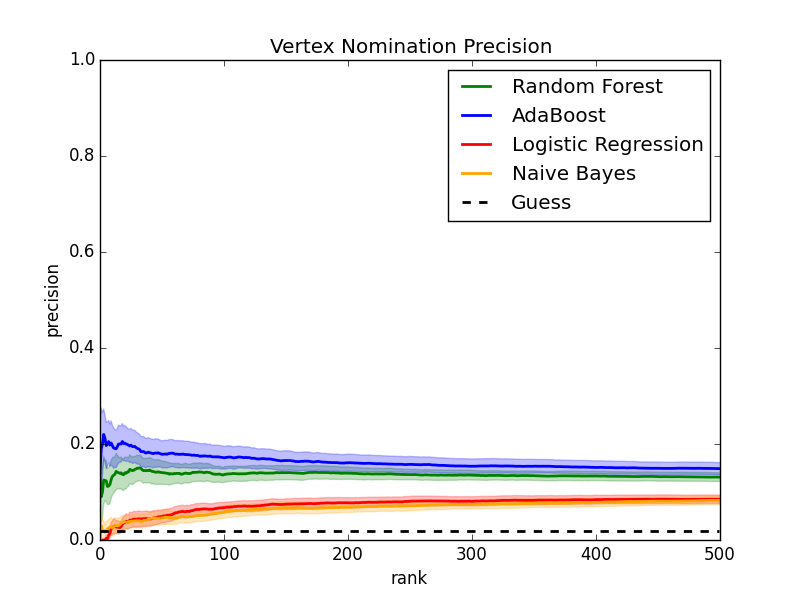 Vertex Nomination Precision
1.0
0.8
0.6
0.4
0.2
0.0
precision
Random Forest
AdaBoost
Logistic Regression
Naive Bayes
Guess
0 100 200 300 400 500
rank